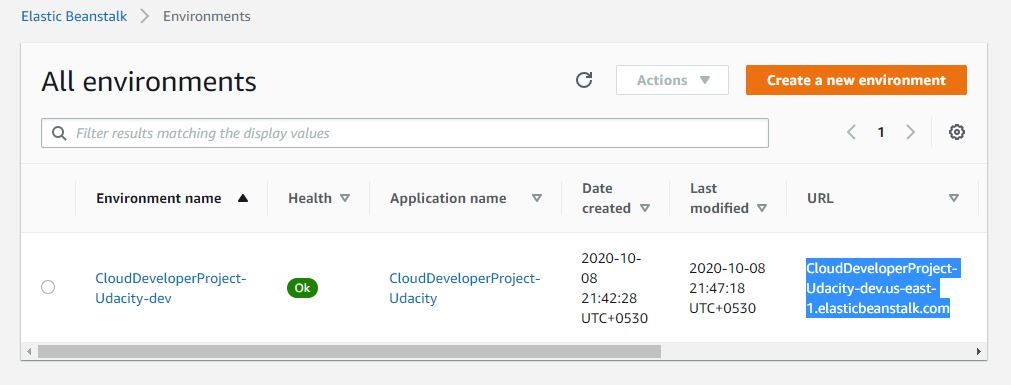 Elastic Beanstalk > Environments
All environments
Actions
Create a new environment
Filter results matching the display values
1
Environment name
Health
Application name
Date
created
Last
modified
URL
CloudDeveloperProject-
Udacity-dev
Ok
CloudDeveloperProject-
Udacity
2020-10-
08
21:42:28
UTC+0530
2020-10-08
21:47:18
UTC+0530
CloudDeveloperProject-
Udacity-dev.us-east-
1.elasticbeanstalk.com